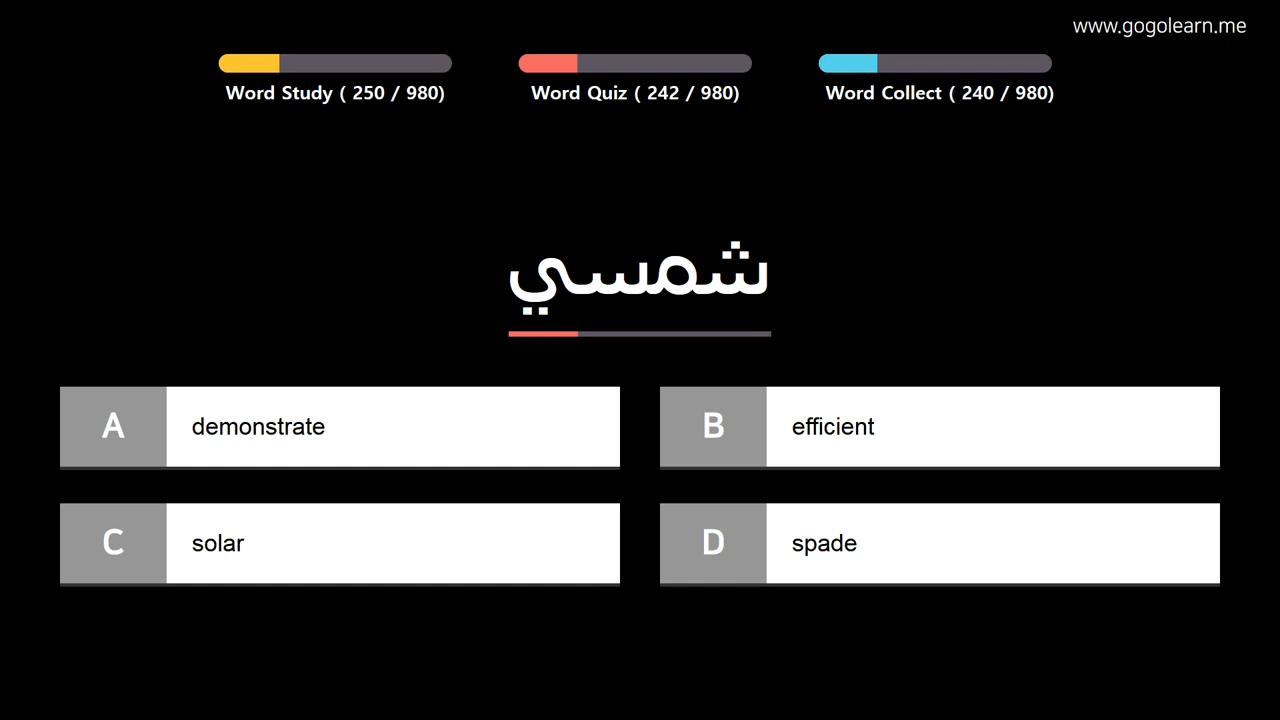 www.gogolearn.me
Word Study ( 250 / 980)
Word Quiz ( 242 / 980)
Word Collect ( 240 / 980)
شمسي
A
demonstrate
B
efficient
C
solar
D
spade